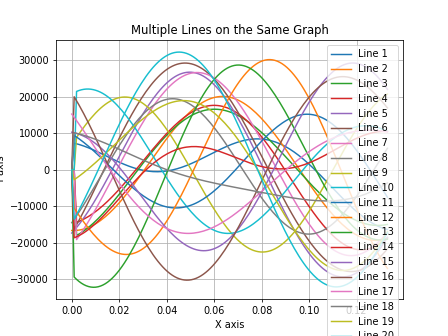 Multiple Lines on the Same Graph
30000
20000
10000
0
-10000
-20000
-30000
0.00 0.02 0.04 0.06 0.08 0.10
X axis
Line 1
Line 2
Line 3
Line 4
Line 5
Line 6
Line 7
Line 8
Line 9
Line 10
Line 11
Line 12
Line 13
Line 14
Line 15
Line 16
Line 17
Line 18
Line 19
Line 20